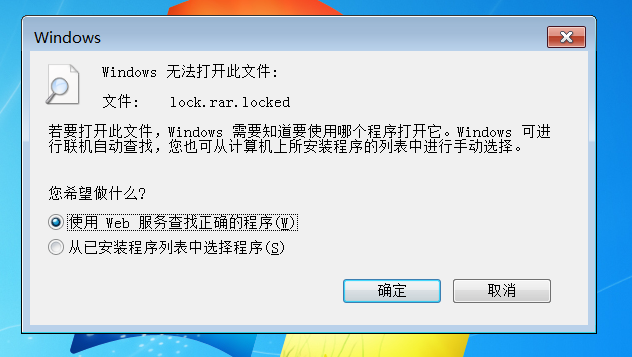 Windows
Windows 无法打开此文件:
文件: lock.rar.locked
若要打开此文件，Windows 需要知道要使用哪个程序打开它。Windows 可进
行联机自动查找，您也可从计算机上所安装程序的列表中进行手动选择。
您希望做什么?
使用 Web 服务查找正确的程序(W)
从已安装程序列表中选择程序(S)
确定 取消